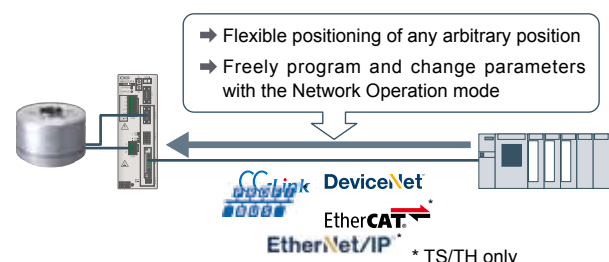 ➡ Flexible positioning of any arbitrary position
➡ Freely program and change parameters
with the Network Operation mode
CC-Link
DeviceNet
EtherCAT. *
EtherNet/IP *
* TS/TH only